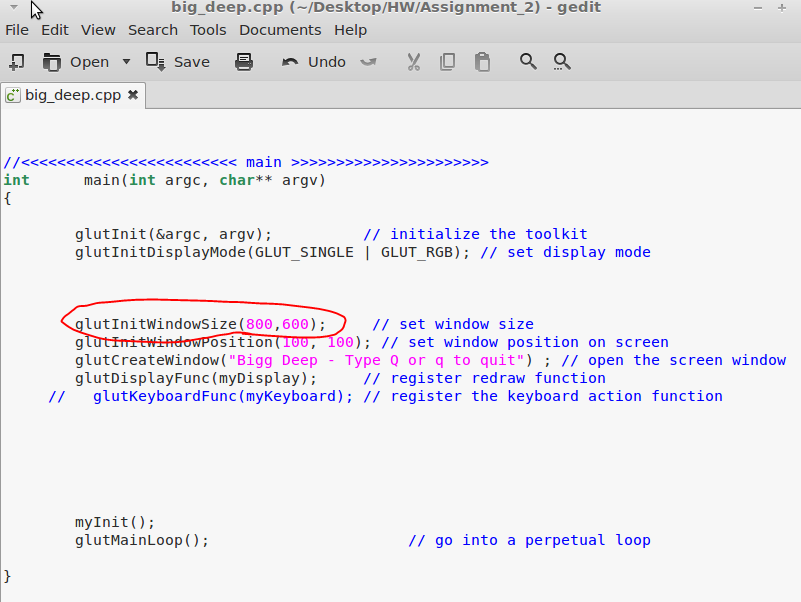 big_deep.cpp (~/Desktop/HW/Assignment_2) - gedit
File Edit View Search Tools Documents Help
Open Save Undo
big_deep.cpp
//<<<<<<<<<<<<<<<<<<<<<<<< main >>>>>>>>>>>>>>>>>>>>>>
int main(int argc, char** argv)
{
glutInit(&argc, argv); // initialize the toolkit
glutInitDisplayMode(GLUT_SINGLE | GLUT_RGB); // set display mode
glutInitWindowSize(800,600); // set window size
glutInitWindowPosition(100, 100); // set window position on screen
glutCreateWindow("Bigg Deep - Type Q or q to quit") ; // open the screen window
glutDisplayFunc(myDisplay); // register redraw function
// glutKeyboardFunc(myKeyboard); // register the keyboard action function
myInit();
glutMainLoop(); // go into a perpetual loop
}